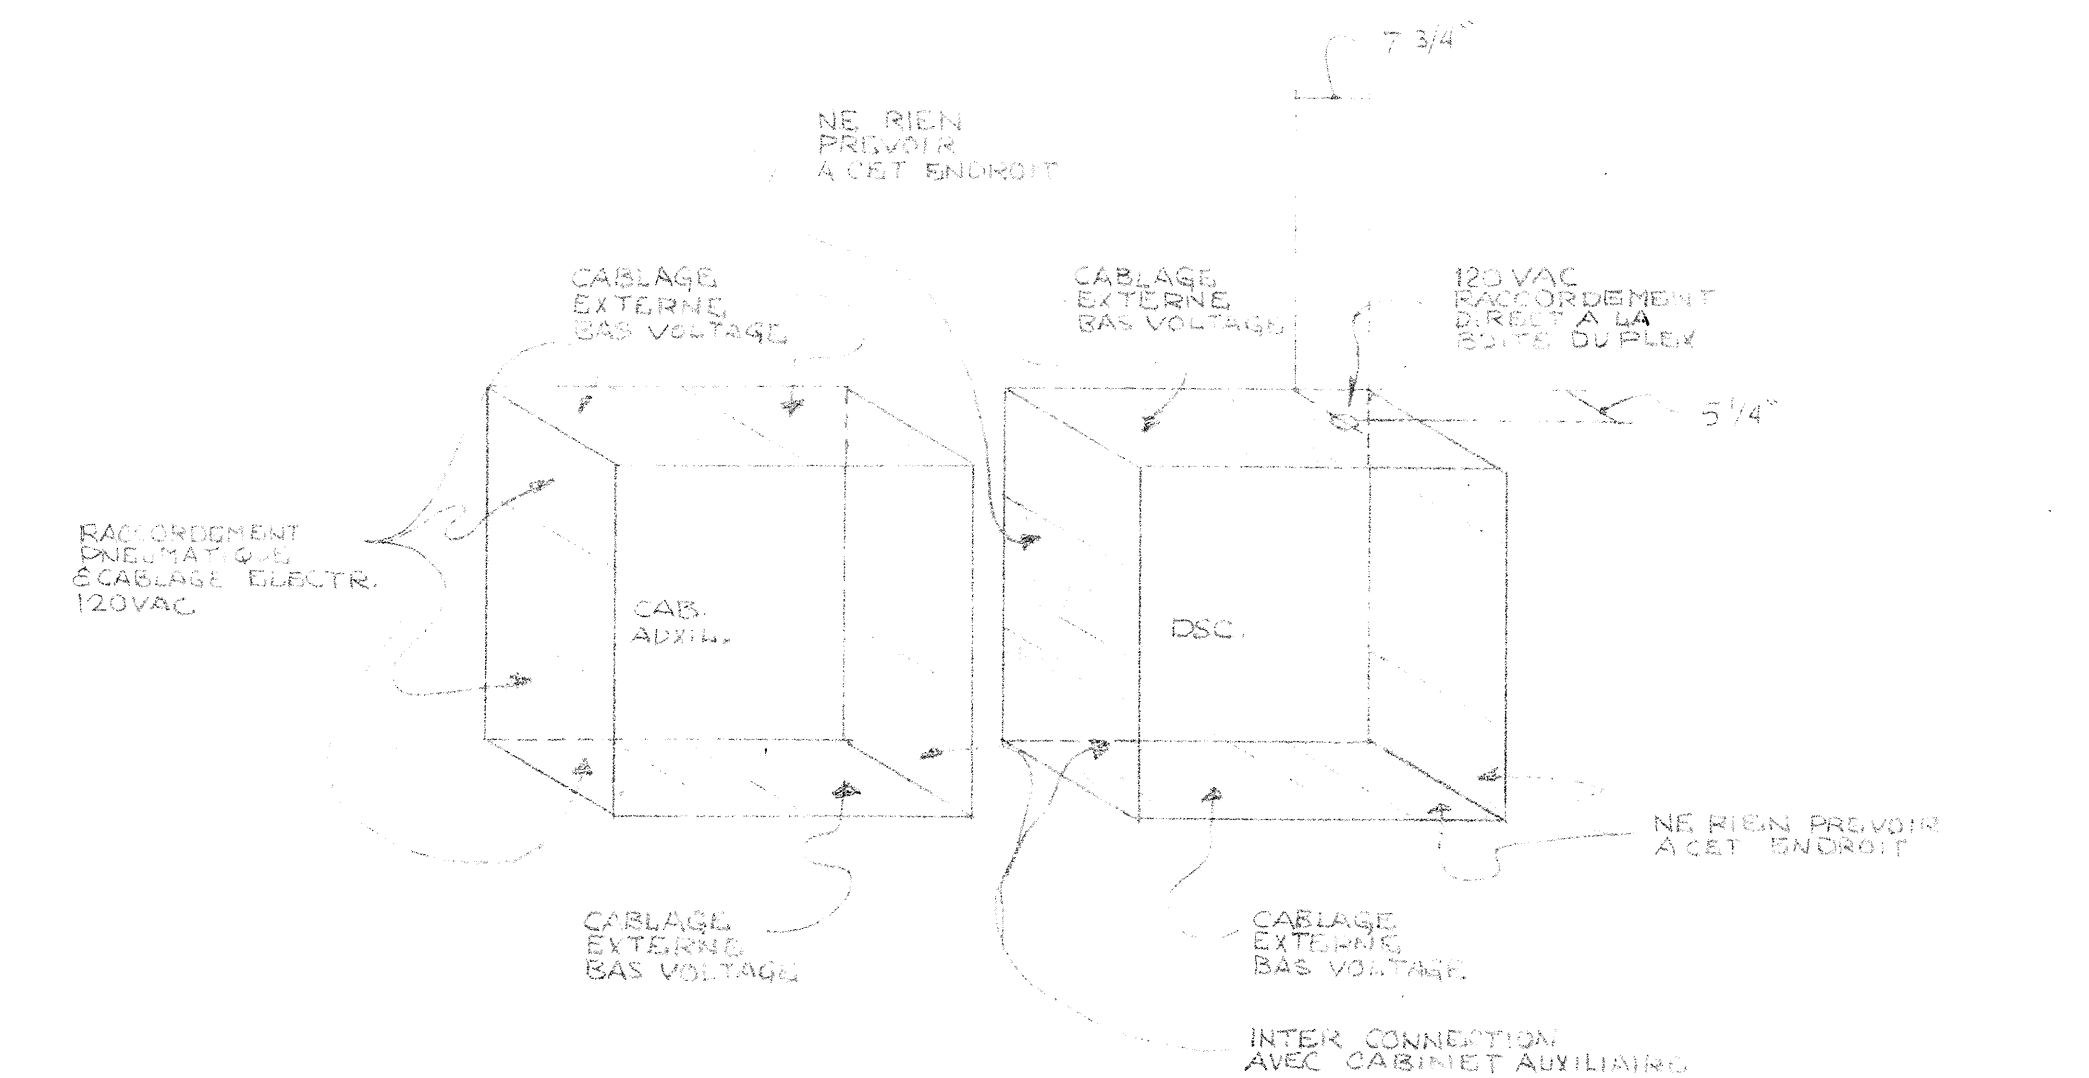 7 3/4"
NE RIEN
PREVOIR
A CET ENDROIT
CABLAGE
EXTERNE
BAS VOLTAGE
CABLAGE
EXTERNE
BAS VOLTAGE
120 VAC
RACCORDEMENT
DIRECT A LA
BOITE DUPLEX
5 1/4"
RACCORDEMENT
PNEUMATIQUE
& CABLAGE ELECTR.
120VAC
CAB.
AUXIL.
DSC.
NE RIEN PREVOIR
A CET ENDROIT
CABLAGE
EXTERNE
BAS VOLTAGE
CABLAGE
EXTERNE
BAS VOLTAGE
INTER CONNECTION
AVEC CABINET AUXILIAIRE